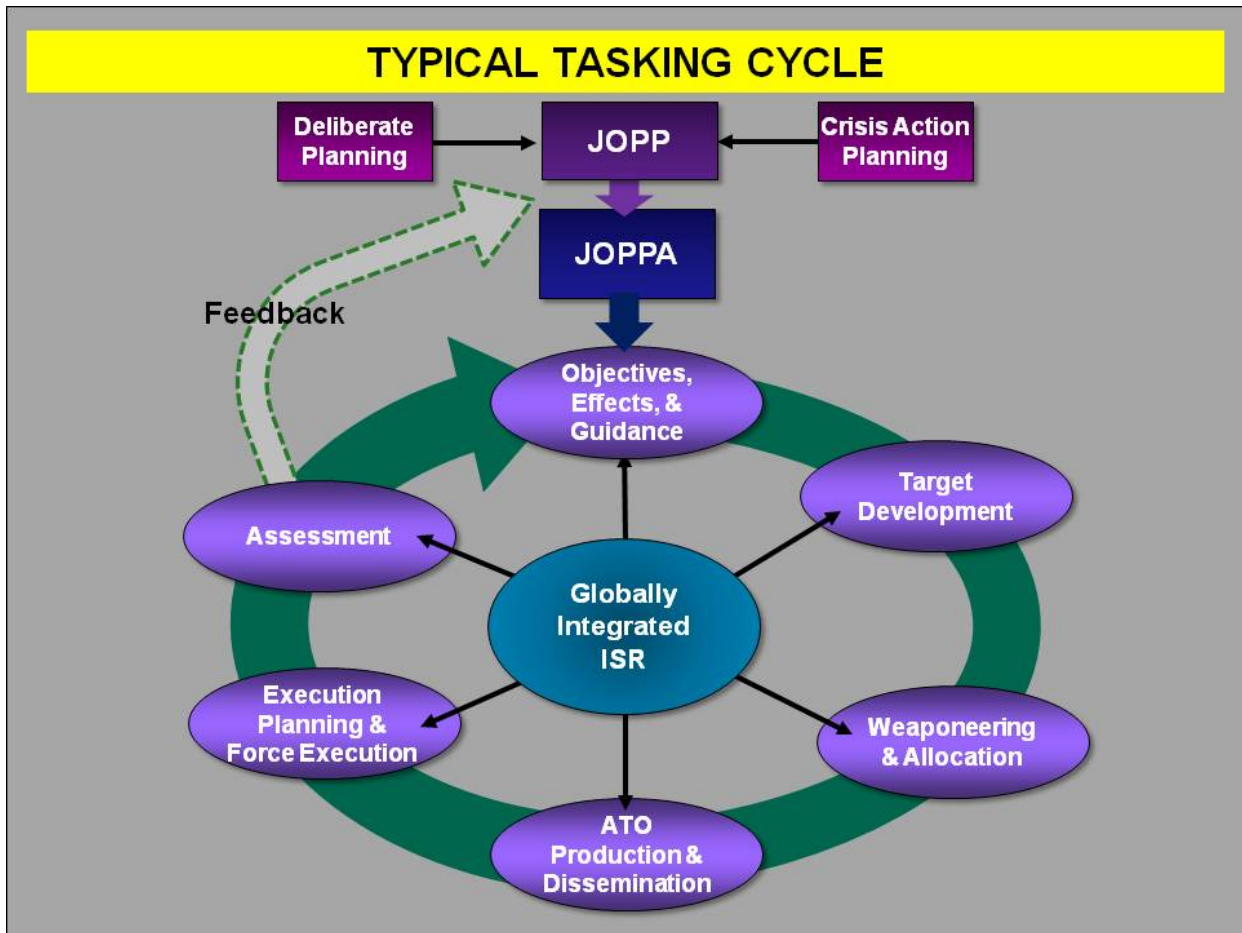 TYPICAL TASKING CYCLE
Deliberate
Planning
JOPP
Crisis Action
Planning
JOPPA
Feedback
Objectives,
Effects, &
Guidance
Target
Development
Assessment
Globally
Integrated
ISR
Execution
Planning &
Force Execution
Weaponeering
& Allocation
ATO
Production &
Dissemination